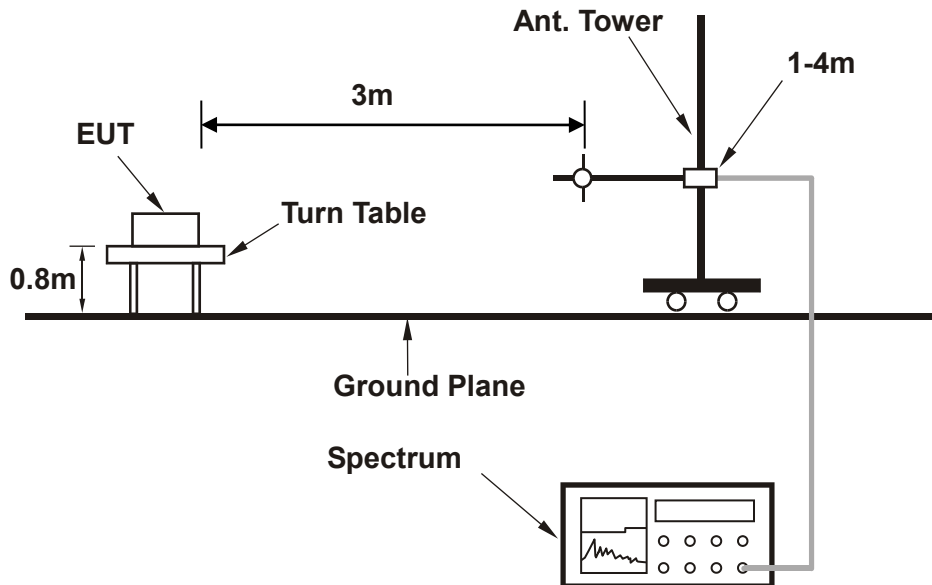 Ant. Tower
1-4m
3m
EUT
Turn Table
0.8m
Ground Plane
Spectrum